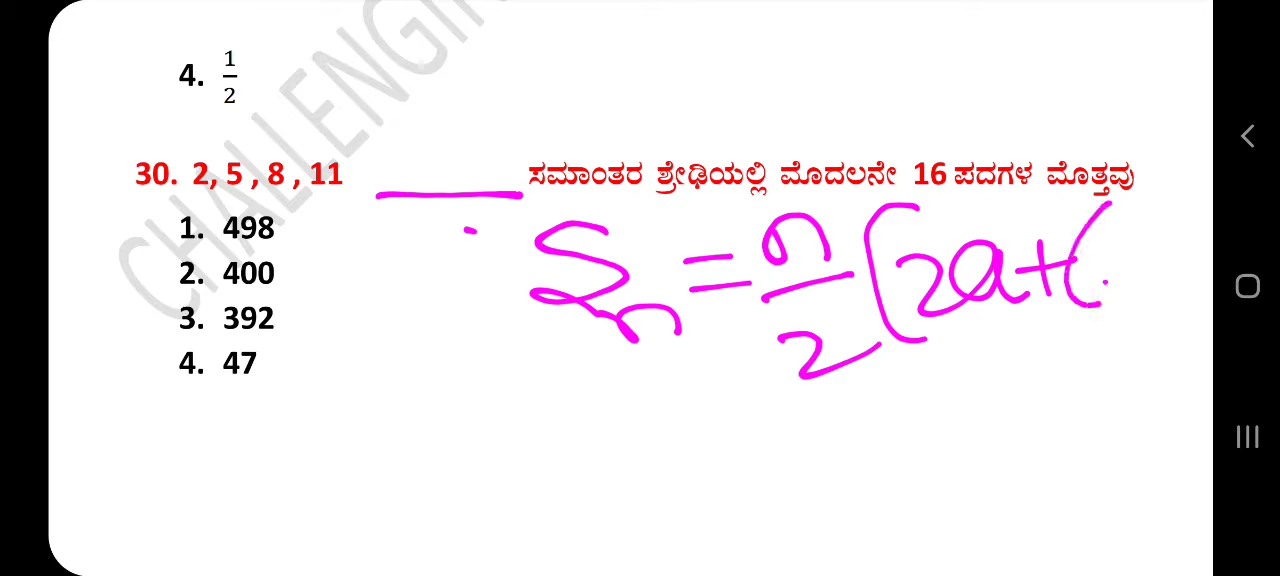 4. 1/2
30. 2, 5 , 8 , 11 ______ ಸಮಾಂತರ ಶ್ರೇಢಿಯಲ್ಲಿ ಮೊದಲನೇ 16 ಪದಗಳ ಮೊತ್ತವು
1. 498
2. 400
3. 392
4. 47
Sn = n/2 (2a+(
CHALLENGIN